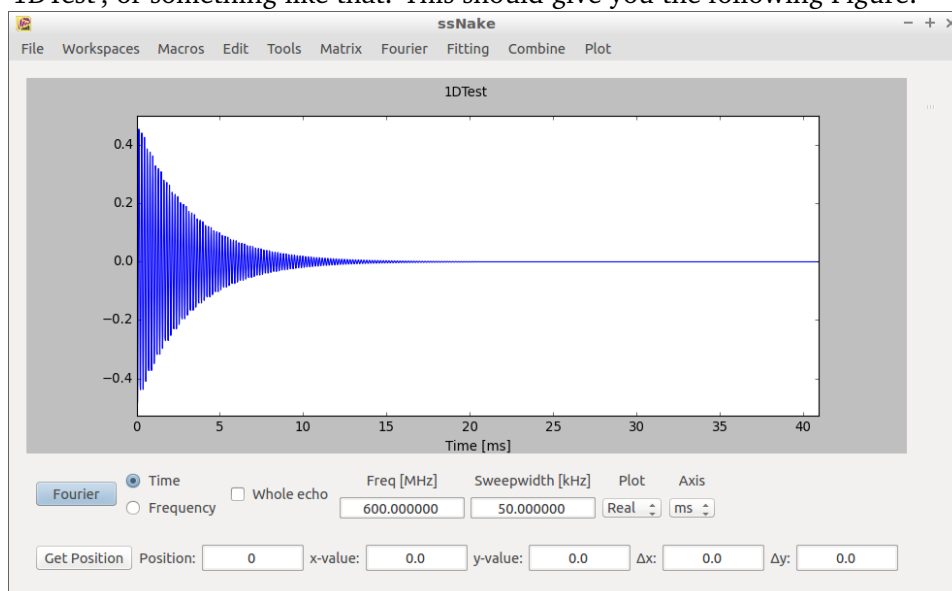 1DTest', or something like that. This should give you the following Figure:
ssNake
File Workspaces Macros Edit Tools Matrix Fourier Fitting Combine Plot
1DTest
0.4
0.2
0.0
−0.2
−0.4
0 5 10 15 20 25 30 35 40
Time [ms]
Time Freq [MHz] Sweepwidth [kHz] Plot Axis
Fourier Whole echo
Frequency 600.000000 50.000000 Real ms
Get Position Position: 0 x-value: 0.0 y-value: 0.0 Δx: 0.0 Δy: 0.0